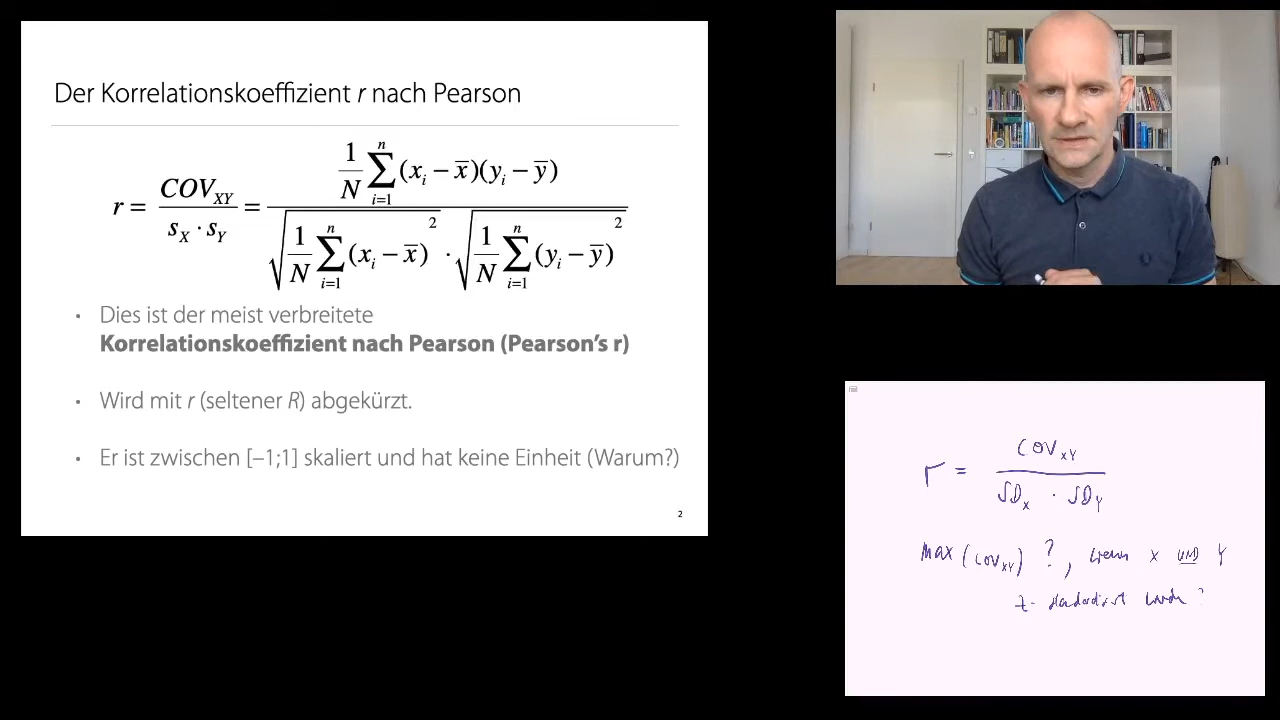 Der Korrelationskoeffizient r nach Pearson
r = COV_XY / (s_X · s_Y) = (1/N ∑_{i=1}^{n} (x_i − x̄)(y_i − ȳ)) / (√(1/N ∑_{i=1}^{n} (x_i − x̄)^2) · √(1/N ∑_{i=1}^{n} (y_i − ȳ)^2))
• Dies ist der meist verbreitete
Korrelationskoeffizient nach Pearson (Pearson’s r)
• Wird mit r (seltener R) abgekürzt.
• Er ist zwischen [–1;1] skaliert und hat keine Einheit (Warum?)
2
r = COV_XY / (SD_X · SD_Y)
max (COV_XY) ?, wenn X UND Y
z-